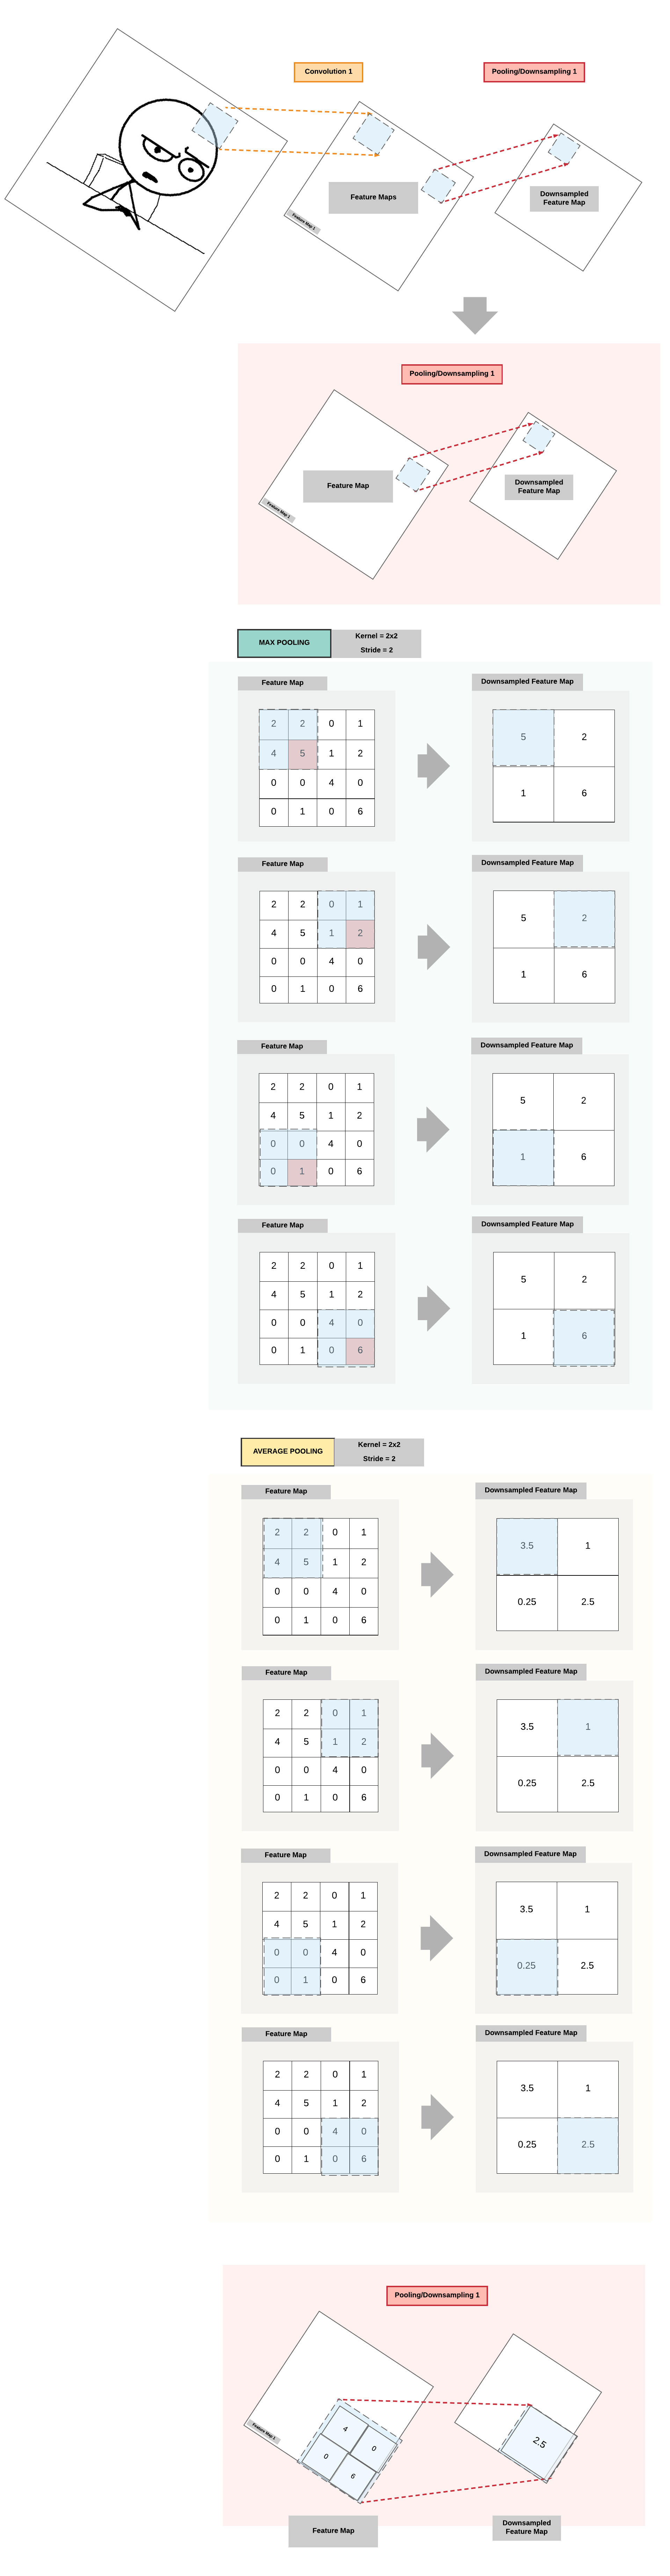 Convolution 1
Pooling/Downsampling 1
Feature Maps
Downsampled
Feature Map
Feature Map 1
Pooling/Downsampling 1
Feature Map
Downsampled
Feature Map
Feature Map 1
MAX POOLING
Kernel = 2x2
Stride = 2
Feature Map
Downsampled Feature Map
2 2 0 1
4 5 1 2
0 0 4 0
0 1 0 6
5 2
1 6
Feature Map
Downsampled Feature Map
2 2 0 1
4 5 1 2
0 0 4 0
0 1 0 6
5 2
1 6
Feature Map
Downsampled Feature Map
2 2 0 1
4 5 1 2
0 0 4 0
0 1 0 6
5 2
1 6
Feature Map
Downsampled Feature Map
2 2 0 1
4 5 1 2
0 0 4 0
0 1 0 6
5 2
1 6
AVERAGE POOLING
Kernel = 2x2
Stride = 2
Feature Map
Downsampled Feature Map
2 2 0 1
4 5 1 2
0 0 4 0
0 1 0 6
3.5 1
0.25 2.5
Feature Map
Downsampled Feature Map
2 2 0 1
4 5 1 2
0 0 4 0
0 1 0 6
3.5 1
0.25 2.5
Feature Map
Downsampled Feature Map
2 2 0 1
4 5 1 2
0 0 4 0
0 1 0 6
3.5 1
0.25 2.5
Feature Map
Downsampled Feature Map
2 2 0 1
4 5 1 2
0 0 4 0
0 1 0 6
3.5 1
0.25 2.5
Pooling/Downsampling 1
4 0
0 6
2.5
Feature Map 1
Feature Map
Downsampled
Feature Map